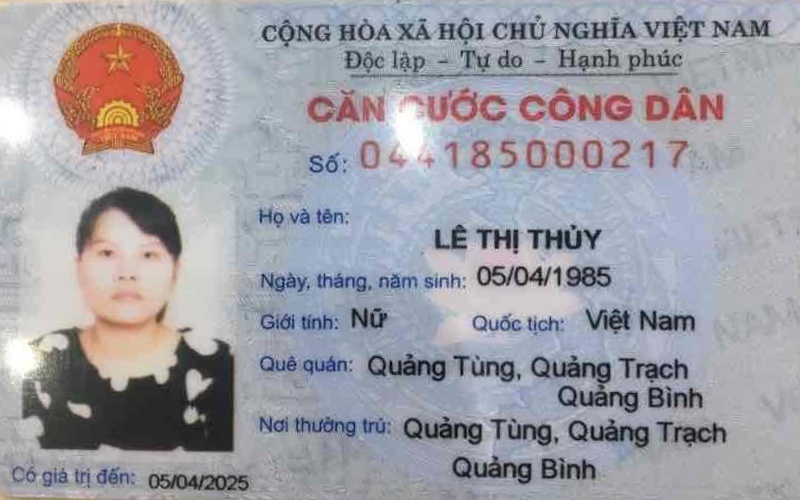 CỘNG HÒA XÃ HỘI CHỦ NGHĨA VIỆT NAM
Độc lập - Tự do - Hạnh phúc
CĂN CƯỚC CÔNG DÂN
Số: 044185000217
Họ và tên:
LÊ THỊ THỦY
Ngày, tháng, năm sinh: 05/04/1985
Giới tính: Nữ Quốc tịch: Việt Nam
Quê quán: Quảng Tùng, Quảng Trạch
Quảng Bình
Nơi thường trú: Quảng Tùng, Quảng Trạch
Quảng Bình
Có giá trị đến: 05/04/2025